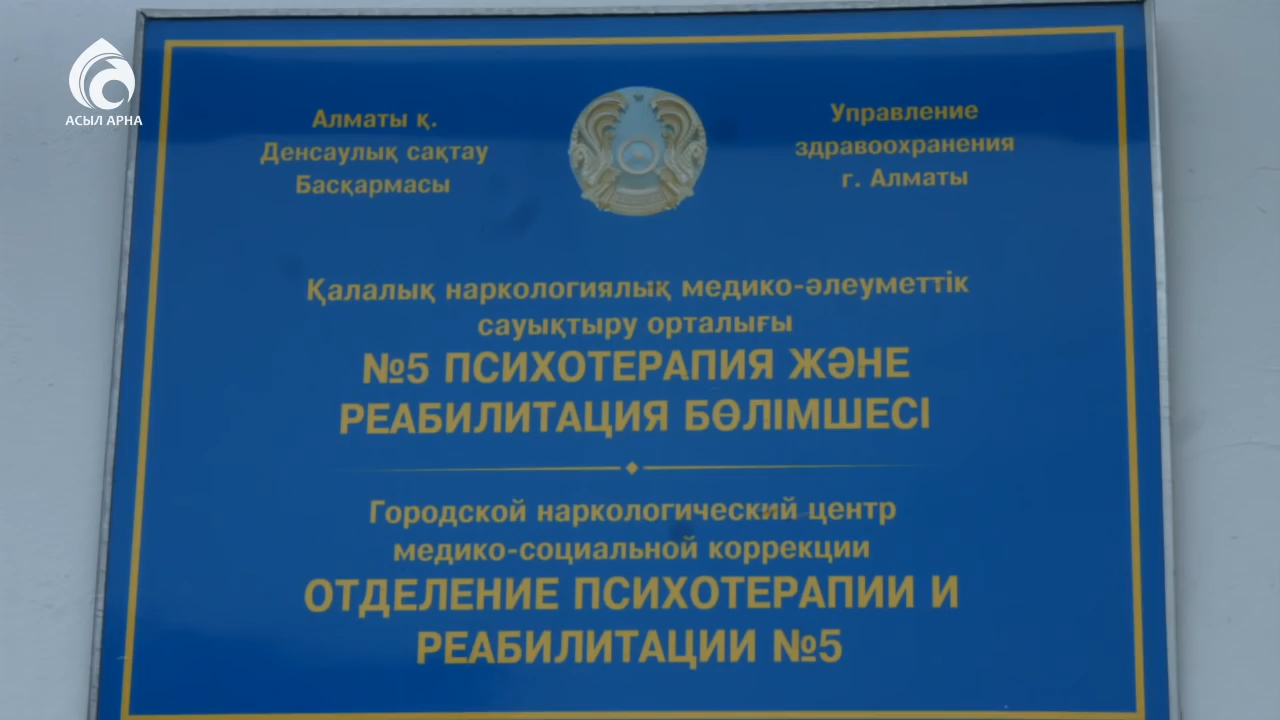 АСЫЛ АРНА
Алматы қ.
Денсаулық сақтау
Басқармасы
Управление
здравоохранения
г. Алматы
Қалалық наркологиялық медико-әлеуметтік
сауықтыру орталығы
№5 ПСИХОТЕРАПИЯ ЖӘНЕ
РЕАБИЛИТАЦИЯ БӨЛІМШЕСІ
Городской наркологический центр
медико-социальной коррекции
ОТДЕЛЕНИЕ ПСИХОТЕРАПИИ И
РЕАБИЛИТАЦИИ №5